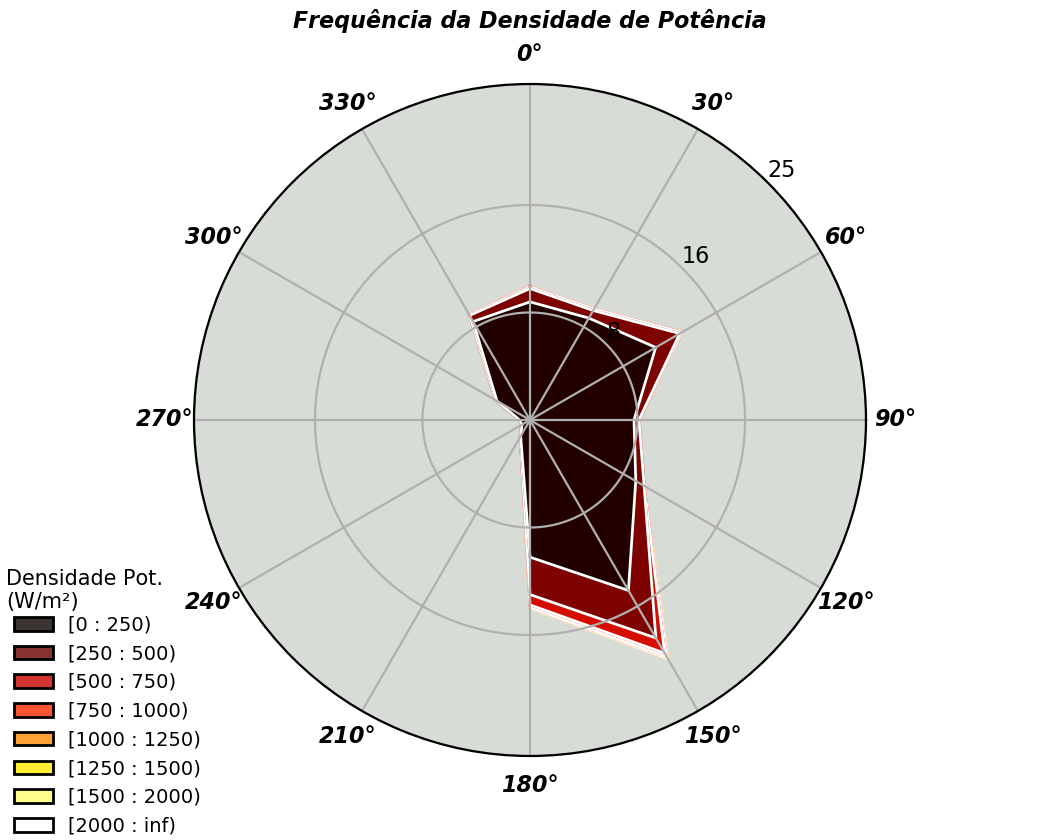 Frequência da Densidade de Potência
0°
330°
30°
25
300°
60°
16
8
270°
90°
Densidade Pot.
(W/m²)
240°
120°
[0 : 250)
[250 : 500)
[500 : 750)
[750 : 1000)
[1000 : 1250)
[1250 : 1500)
[1500 : 2000)
[2000 : inf)
210°
150°
180°